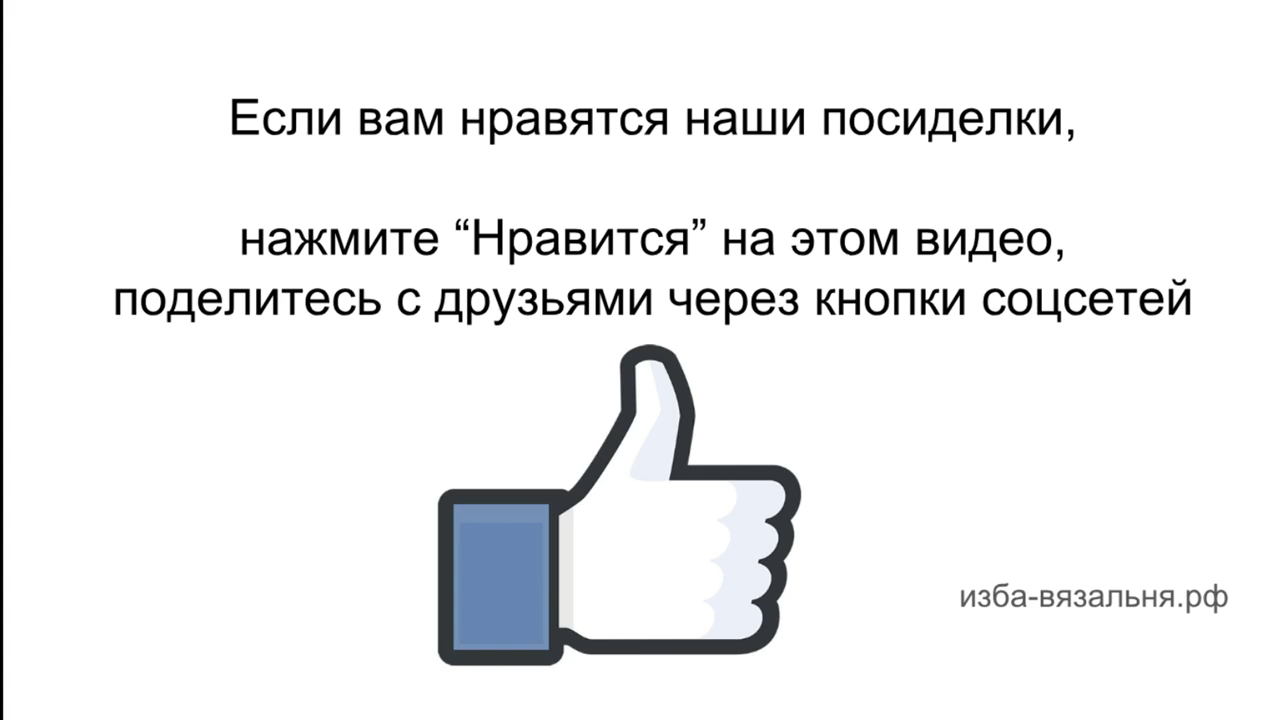 Если вам нравятся наши посиделки,
нажмите “Нравится” на этом видео,
поделитесь с друзьями через кнопки соцсетей
изба-вязальня.рф